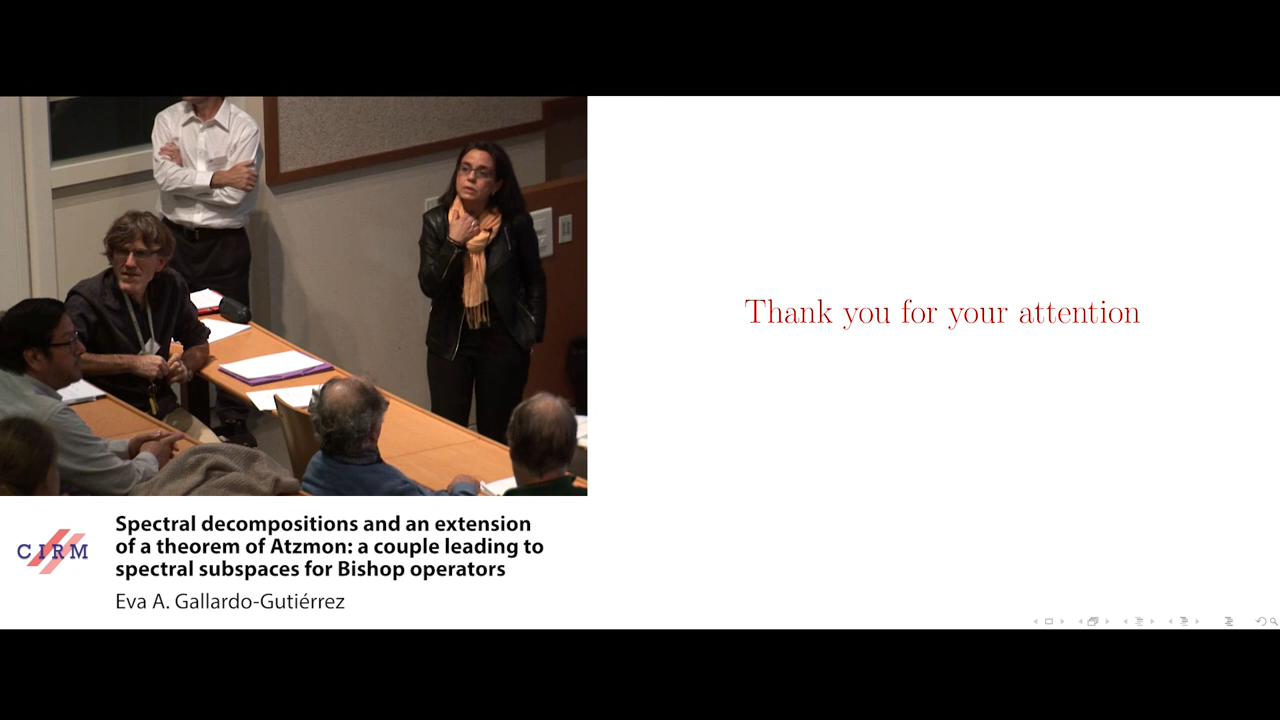 Thank you for your attention
CIRM
Spectral decompositions and an extension
of a theorem of Atzmon: a couple leading to
spectral subspaces for Bishop operators
Eva A. Gallardo-Gutiérrez